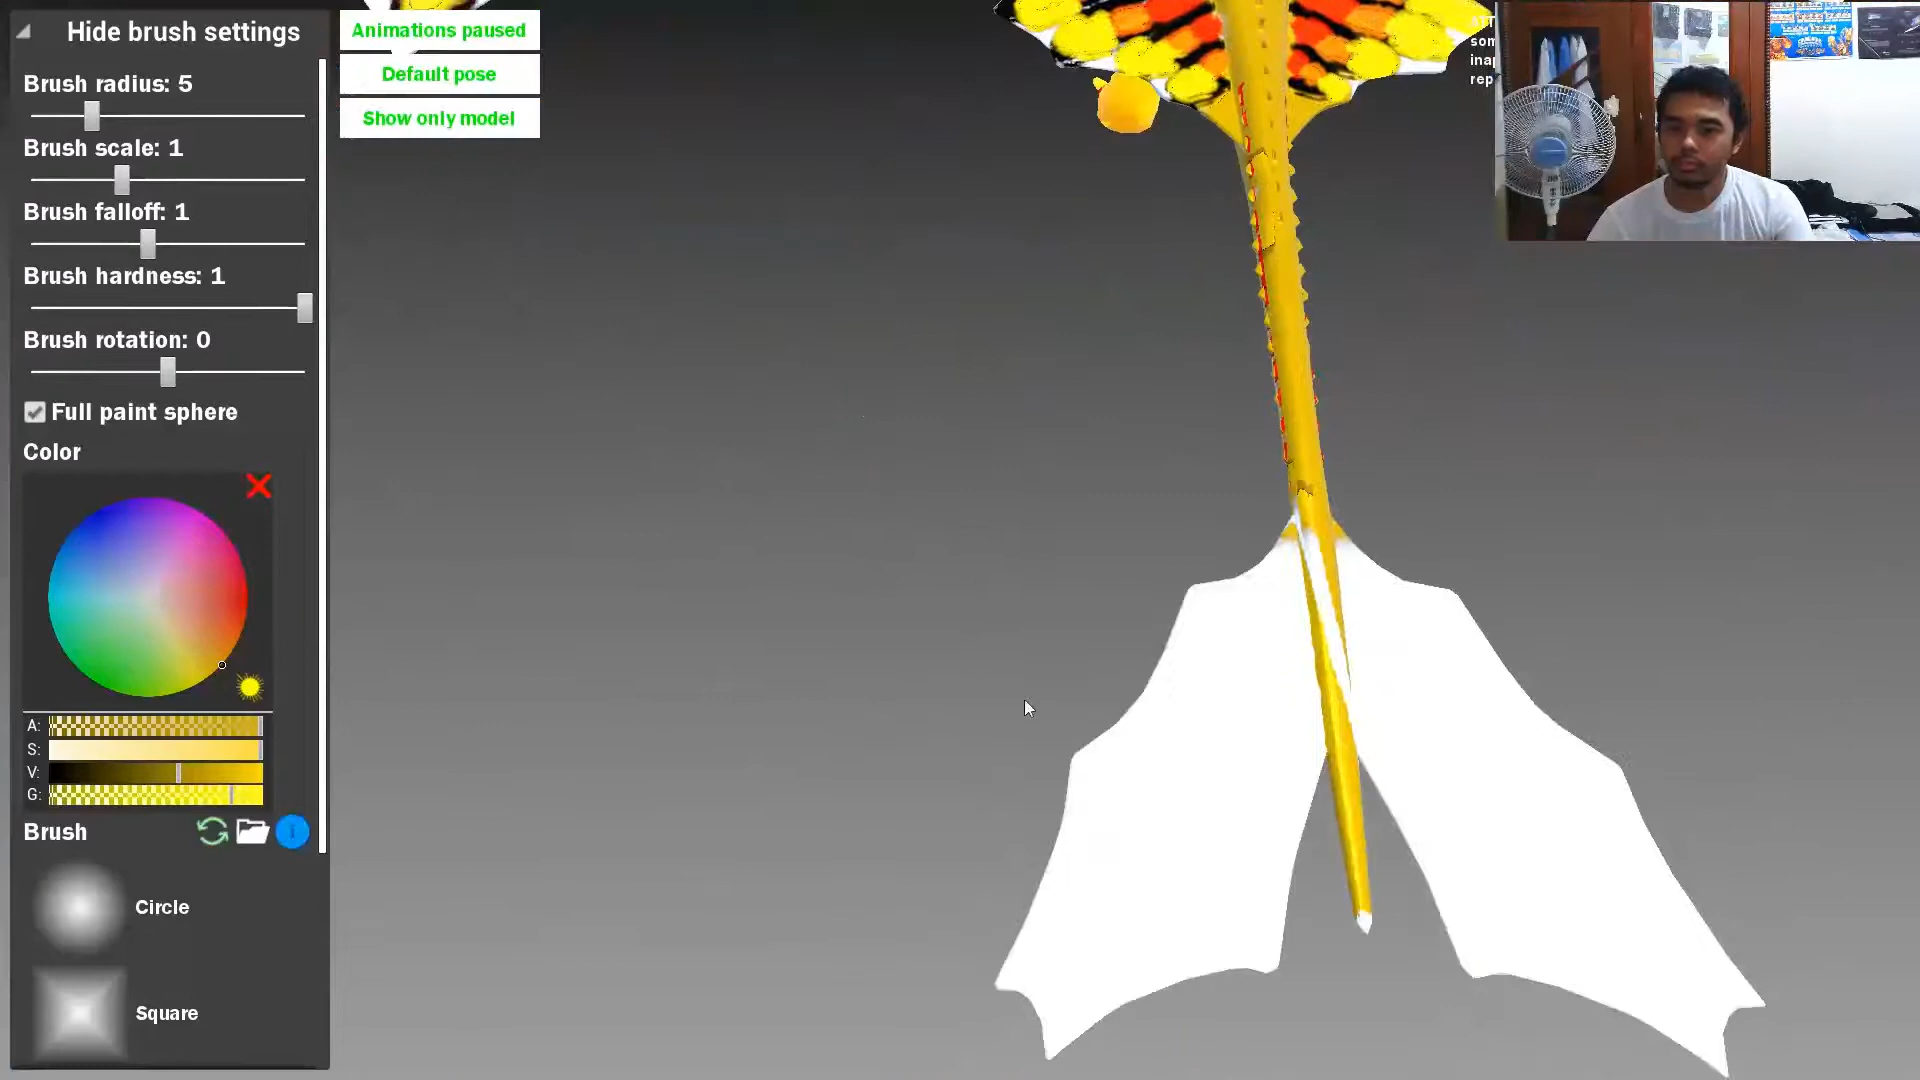 Hide brush settings
Brush radius: 5
Brush scale: 1
Brush falloff: 1
Brush hardness: 1
Brush rotation: 0
Full paint sphere
Color
A:
S:
V:
G:
Brush
Circle
Square
Animations paused
Default pose
Show only model